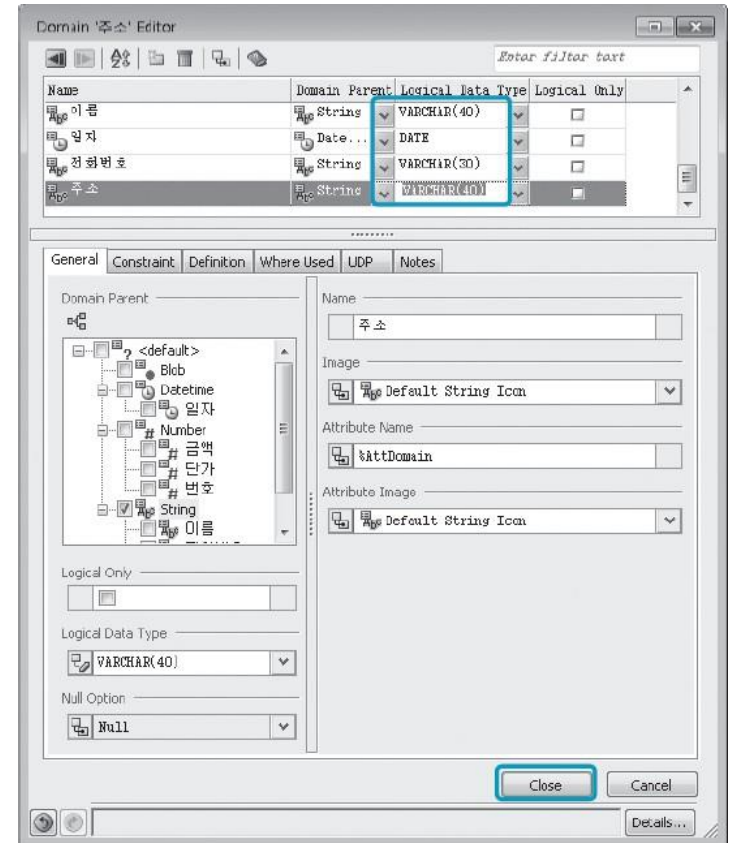 Domain '주소' Editor
Enter filter text
Name Domain Parent Logical Data Type Logical Only
이름 String VARCHAR(40)
일자 Date... DATE
전화번호 String VARCHAR(30)
주소 String VARCHAR(40)
General Constraint Definition Where Used UDP Notes
Domain Parent
<default>
Blob
Datetime
일자
Number
금액
단가
번호
String
이름
Logical Only
Logical Data Type
VARCHAR(40)
Null Option
Null
Name
주소
Image
Default String Icon
Attribute Name
%AttDomain
Attribute Image
Default String Icon
Close Cancel
Details...